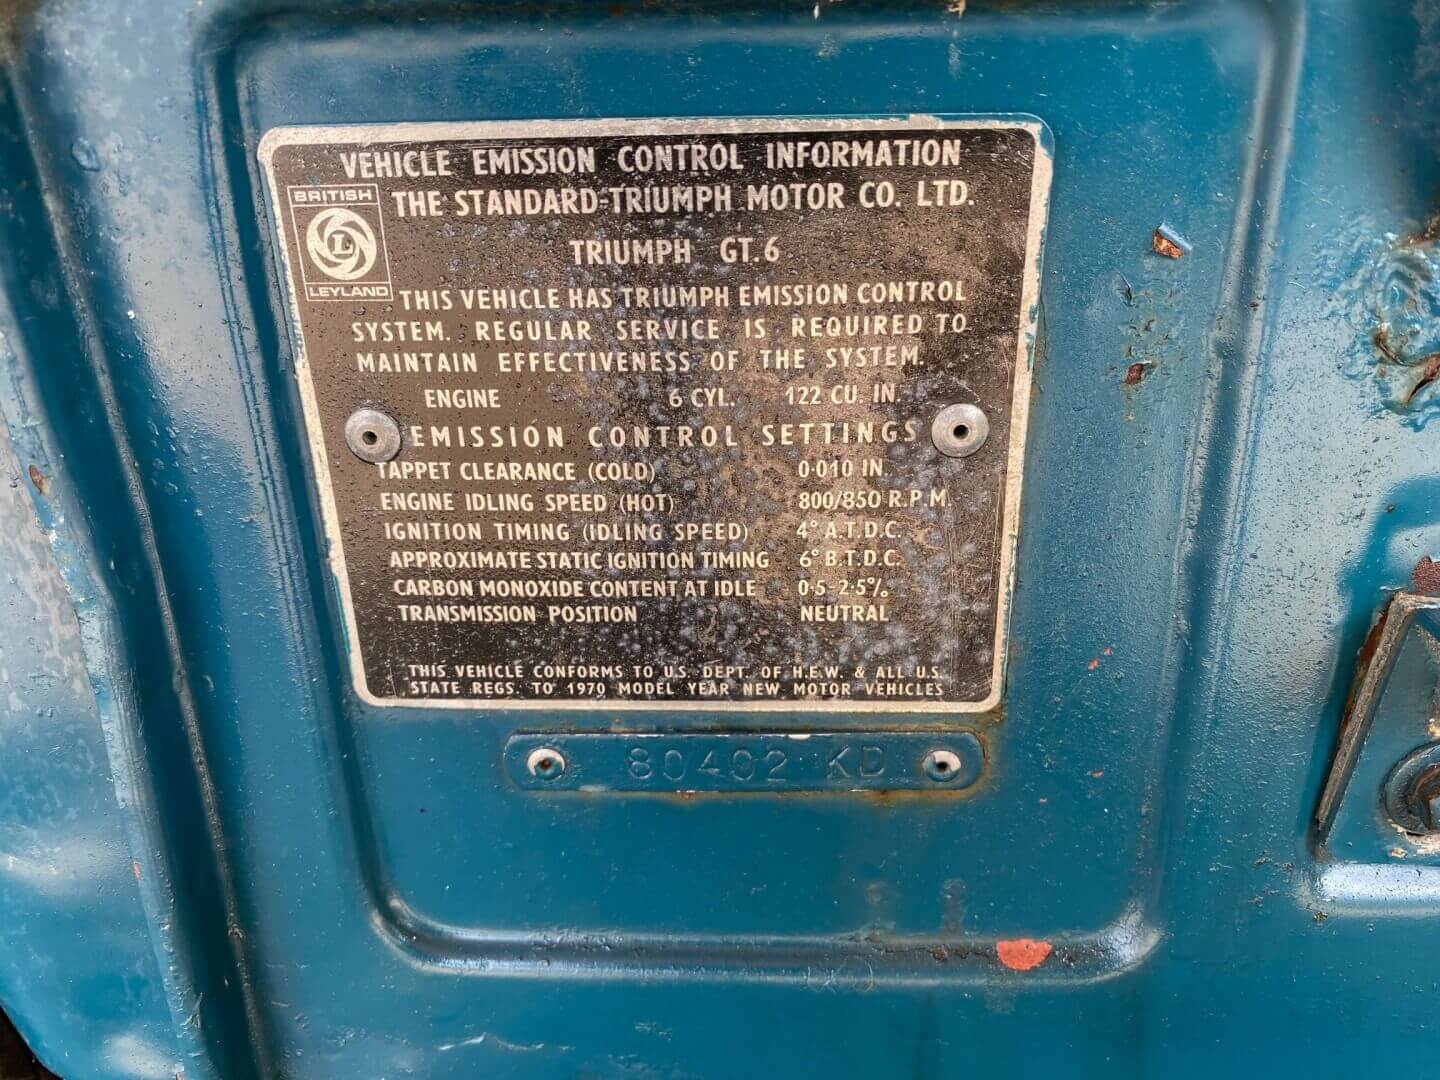 VEHICLE EMISSION CONTROL INFORMATION
BRITISH
L
LEYLAND
THE STANDARD-TRIUMPH MOTOR CO. LTD.
TRIUMPH GT.6
THIS VEHICLE HAS TRIUMPH EMISSION CONTROL
SYSTEM. REGULAR SERVICE IS REQUIRED TO
MAINTAIN EFFECTIVENESS OF THE SYSTEM.
ENGINE 6 CYL. 122 CU. IN.
EMISSION CONTROL SETTINGS
TAPPET CLEARANCE (COLD) 0·010 IN.
ENGINE IDLING SPEED (HOT) 800/850 R.P.M.
IGNITION TIMING (IDLING SPEED) 4° A.T.D.C.
APPROXIMATE STATIC IGNITION TIMING 6° B.T.D.C.
CARBON MONOXIDE CONTENT AT IDLE 0·5-2·5%
TRANSMISSION POSITION NEUTRAL
THIS VEHICLE CONFORMS TO U.S. DEPT. OF H.E.W. & ALL U.S.
STATE REGS. TO 1970 MODEL YEAR NEW MOTOR VEHICLES
80402 KD